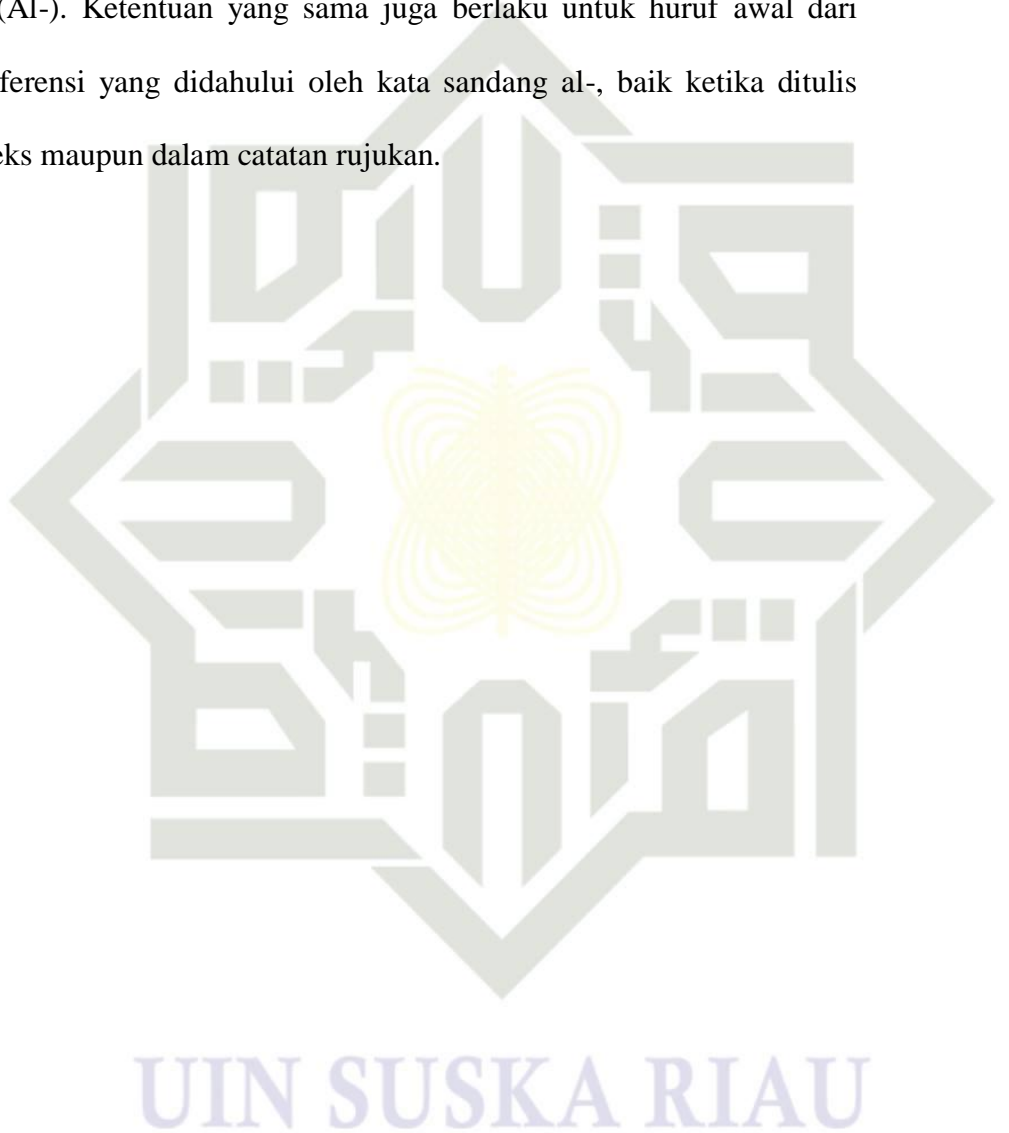 (Al-). Ketentuan yang sama juga berlaku untuk huruf awal dari
ferensi yang didahului oleh kata sandang al-, baik ketika ditulis
eks maupun dalam catatan rujukan.
UIN SUSKA RIAU